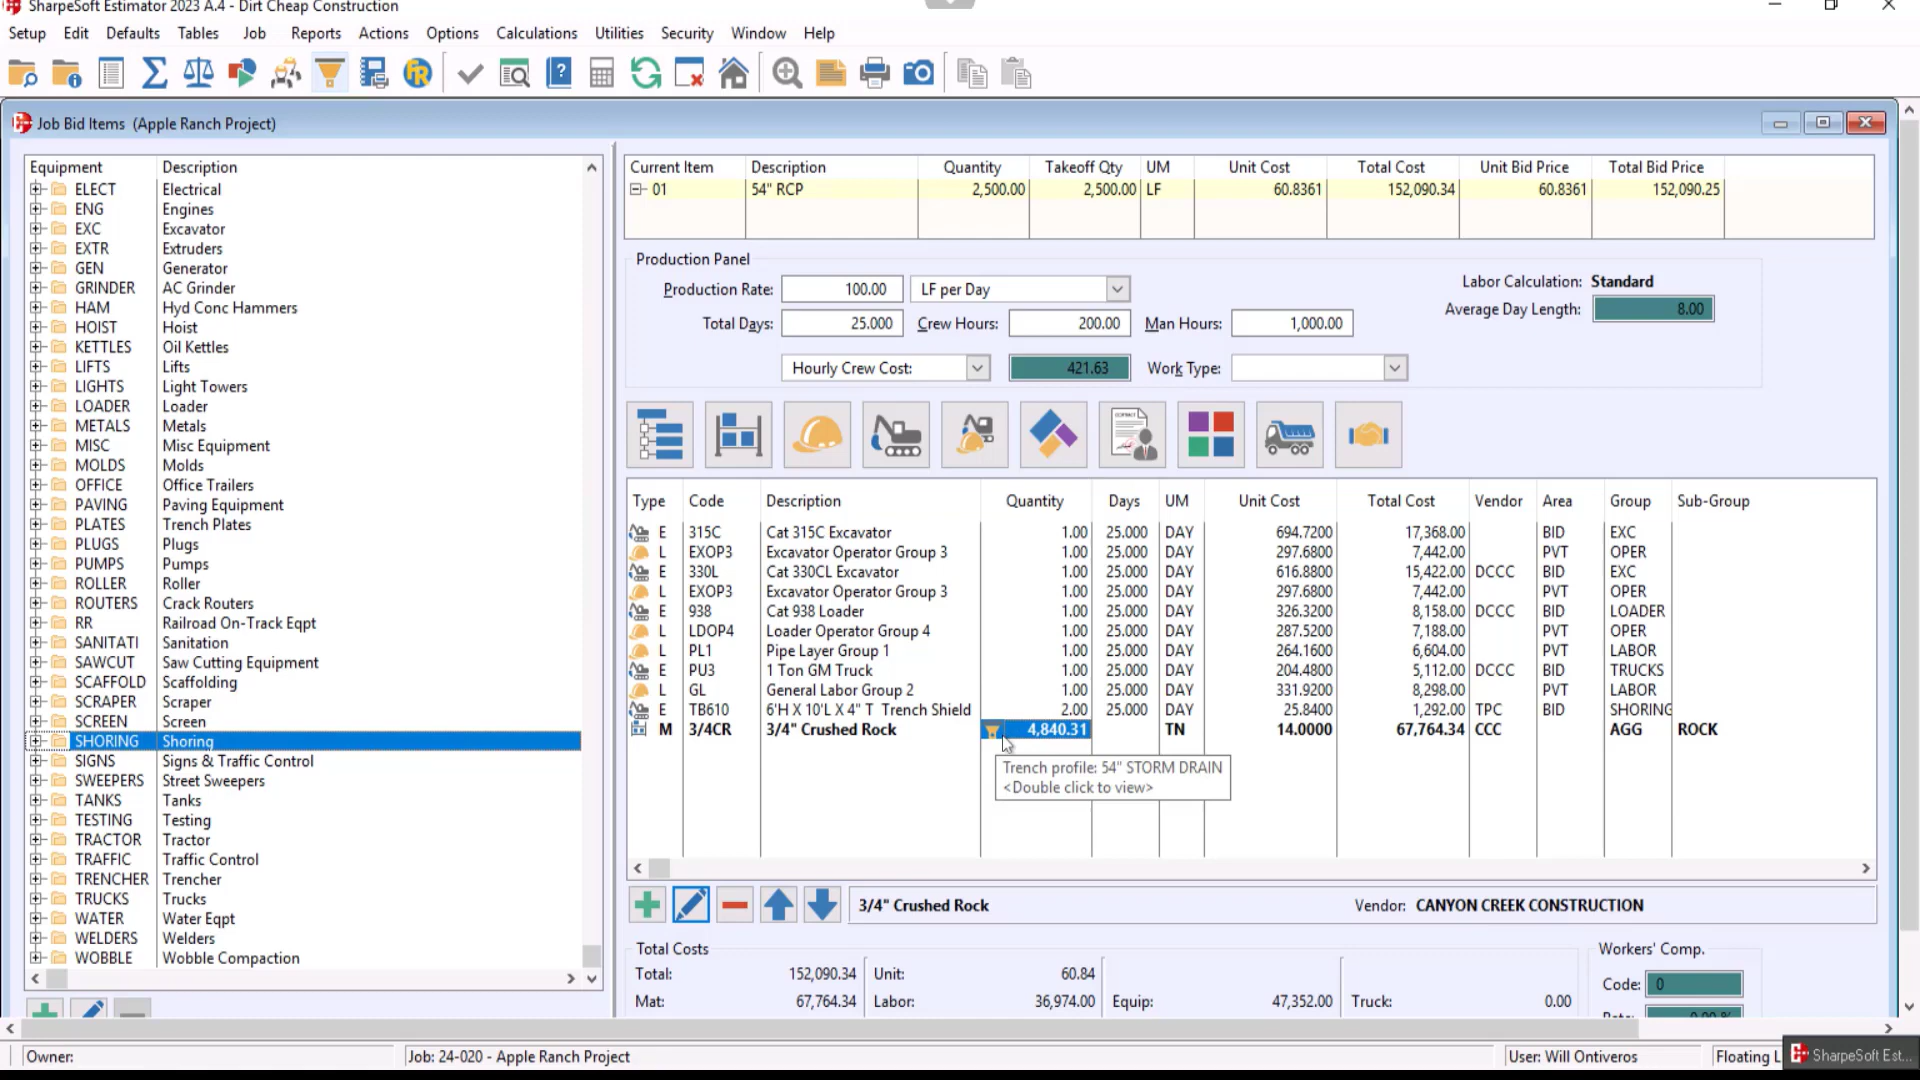 SharpeSoft Estimator 2023 A.4 - Dirt Cheap Construction
Setup Edit Defaults Tables Job Reports Actions Options Calculations Utilities Security Window Help
Job Bid Items (Apple Ranch Project)
Equipment Description
ELECT Electrical
ENG Engines
EXC Excavator
EXTR Extruders
GEN Generator
GRINDER AC Grinder
HAM Hyd Conc Hammers
HOIST Hoist
KETTLES Oil Kettles
LIFTS Lifts
LIGHTS Light Towers
LOADER Loader
METALS Metals
MISC Misc Equipment
MOLDS Molds
OFFICE Office Trailers
PAVING Paving Equipment
PLATES Trench Plates
PLUGS Plugs
PUMPS Pumps
ROLLER Roller
ROUTERS Crack Routers
RR Railroad On-Track Eqpt
SANITATI Sanitation
SAWCUT Saw Cutting Equipment
SCAFFOLD Scaffolding
SCRAPER Scraper
SCREEN Screen
SHORING Shoring
SIGNS Signs & Traffic Control
SWEEPERS Street Sweepers
TANKS Tanks
TESTING Testing
TRACTOR Tractor
TRAFFIC Traffic Control
TRENCHER Trencher
TRUCKS Trucks
WATER Water Eqpt
WELDERS Welders
WOBBLE Wobble Compaction
Current Item Description Quantity Takeoff Qty UM Unit Cost Total Cost Unit Bid Price Total Bid Price
01 54" RCP 2,500.00 2,500.00 LF 60.8361 152,090.34 60.8361 152,090.25
Production Panel
Production Rate: 100.00 LF per Day Labor Calculation: Standard
Average Day Length: 8.00
Total Days: 25.000 Crew Hours: 200.00 Man Hours: 1,000.00
Hourly Crew Cost: 421.63 Work Type:
CONTRACT
Type Code Description Quantity Days UM Unit Cost Total Cost Vendor Area Group Sub-Group
E 315C Cat 315C Excavator 1.00 25.000 DAY 694.7200 17,368.00 BID EXC
L EXOP3 Excavator Operator Group 3 1.00 25.000 DAY 297.6800 7,442.00 PVT OPER
E 330L Cat 330CL Excavator 1.00 25.000 DAY 616.8800 15,422.00 DCCC BID EXC
L EXOP3 Excavator Operator Group 3 1.00 25.000 DAY 297.6800 7,442.00 PVT OPER
E 938 Cat 938 Loader 1.00 25.000 DAY 326.3200 8,158.00 DCCC BID LOADER
L LDOP4 Loader Operator Group 4 1.00 25.000 DAY 287.5200 7,188.00 PVT OPER
L PL1 Pipe Layer Group 1 1.00 25.000 DAY 264.1600 6,604.00 PVT LABOR
E PU3 1 Ton GM Truck 1.00 25.000 DAY 204.4800 5,112.00 DCCC BID TRUCKS
L GL General Labor Group 2 1.00 25.000 DAY 331.9200 8,298.00 PVT LABOR
E TB610 6'H X 10'L X 4" T Trench Shield 2.00 25.000 DAY 25.8400 1,292.00 TPC BID SHORING
M 3/4CR 3/4" Crushed Rock 4,840.31 TN 14.0000 67,764.34 CCC AGG ROCK
Trench profile: 54" STORM DRAIN
<Double click to view>
3/4" Crushed Rock Vendor: CANYON CREEK CONSTRUCTION
Total Costs Workers' Comp.
Total: 152,090.34 Unit: 60.84
Code: 0
Mat: 67,764.34 Labor: 36,974.00 Equip: 47,352.00 Truck: 0.00
Owner: Job: 24-020 - Apple Ranch Project User: Will Ontiveros Floating L
SharpeSoft Est...